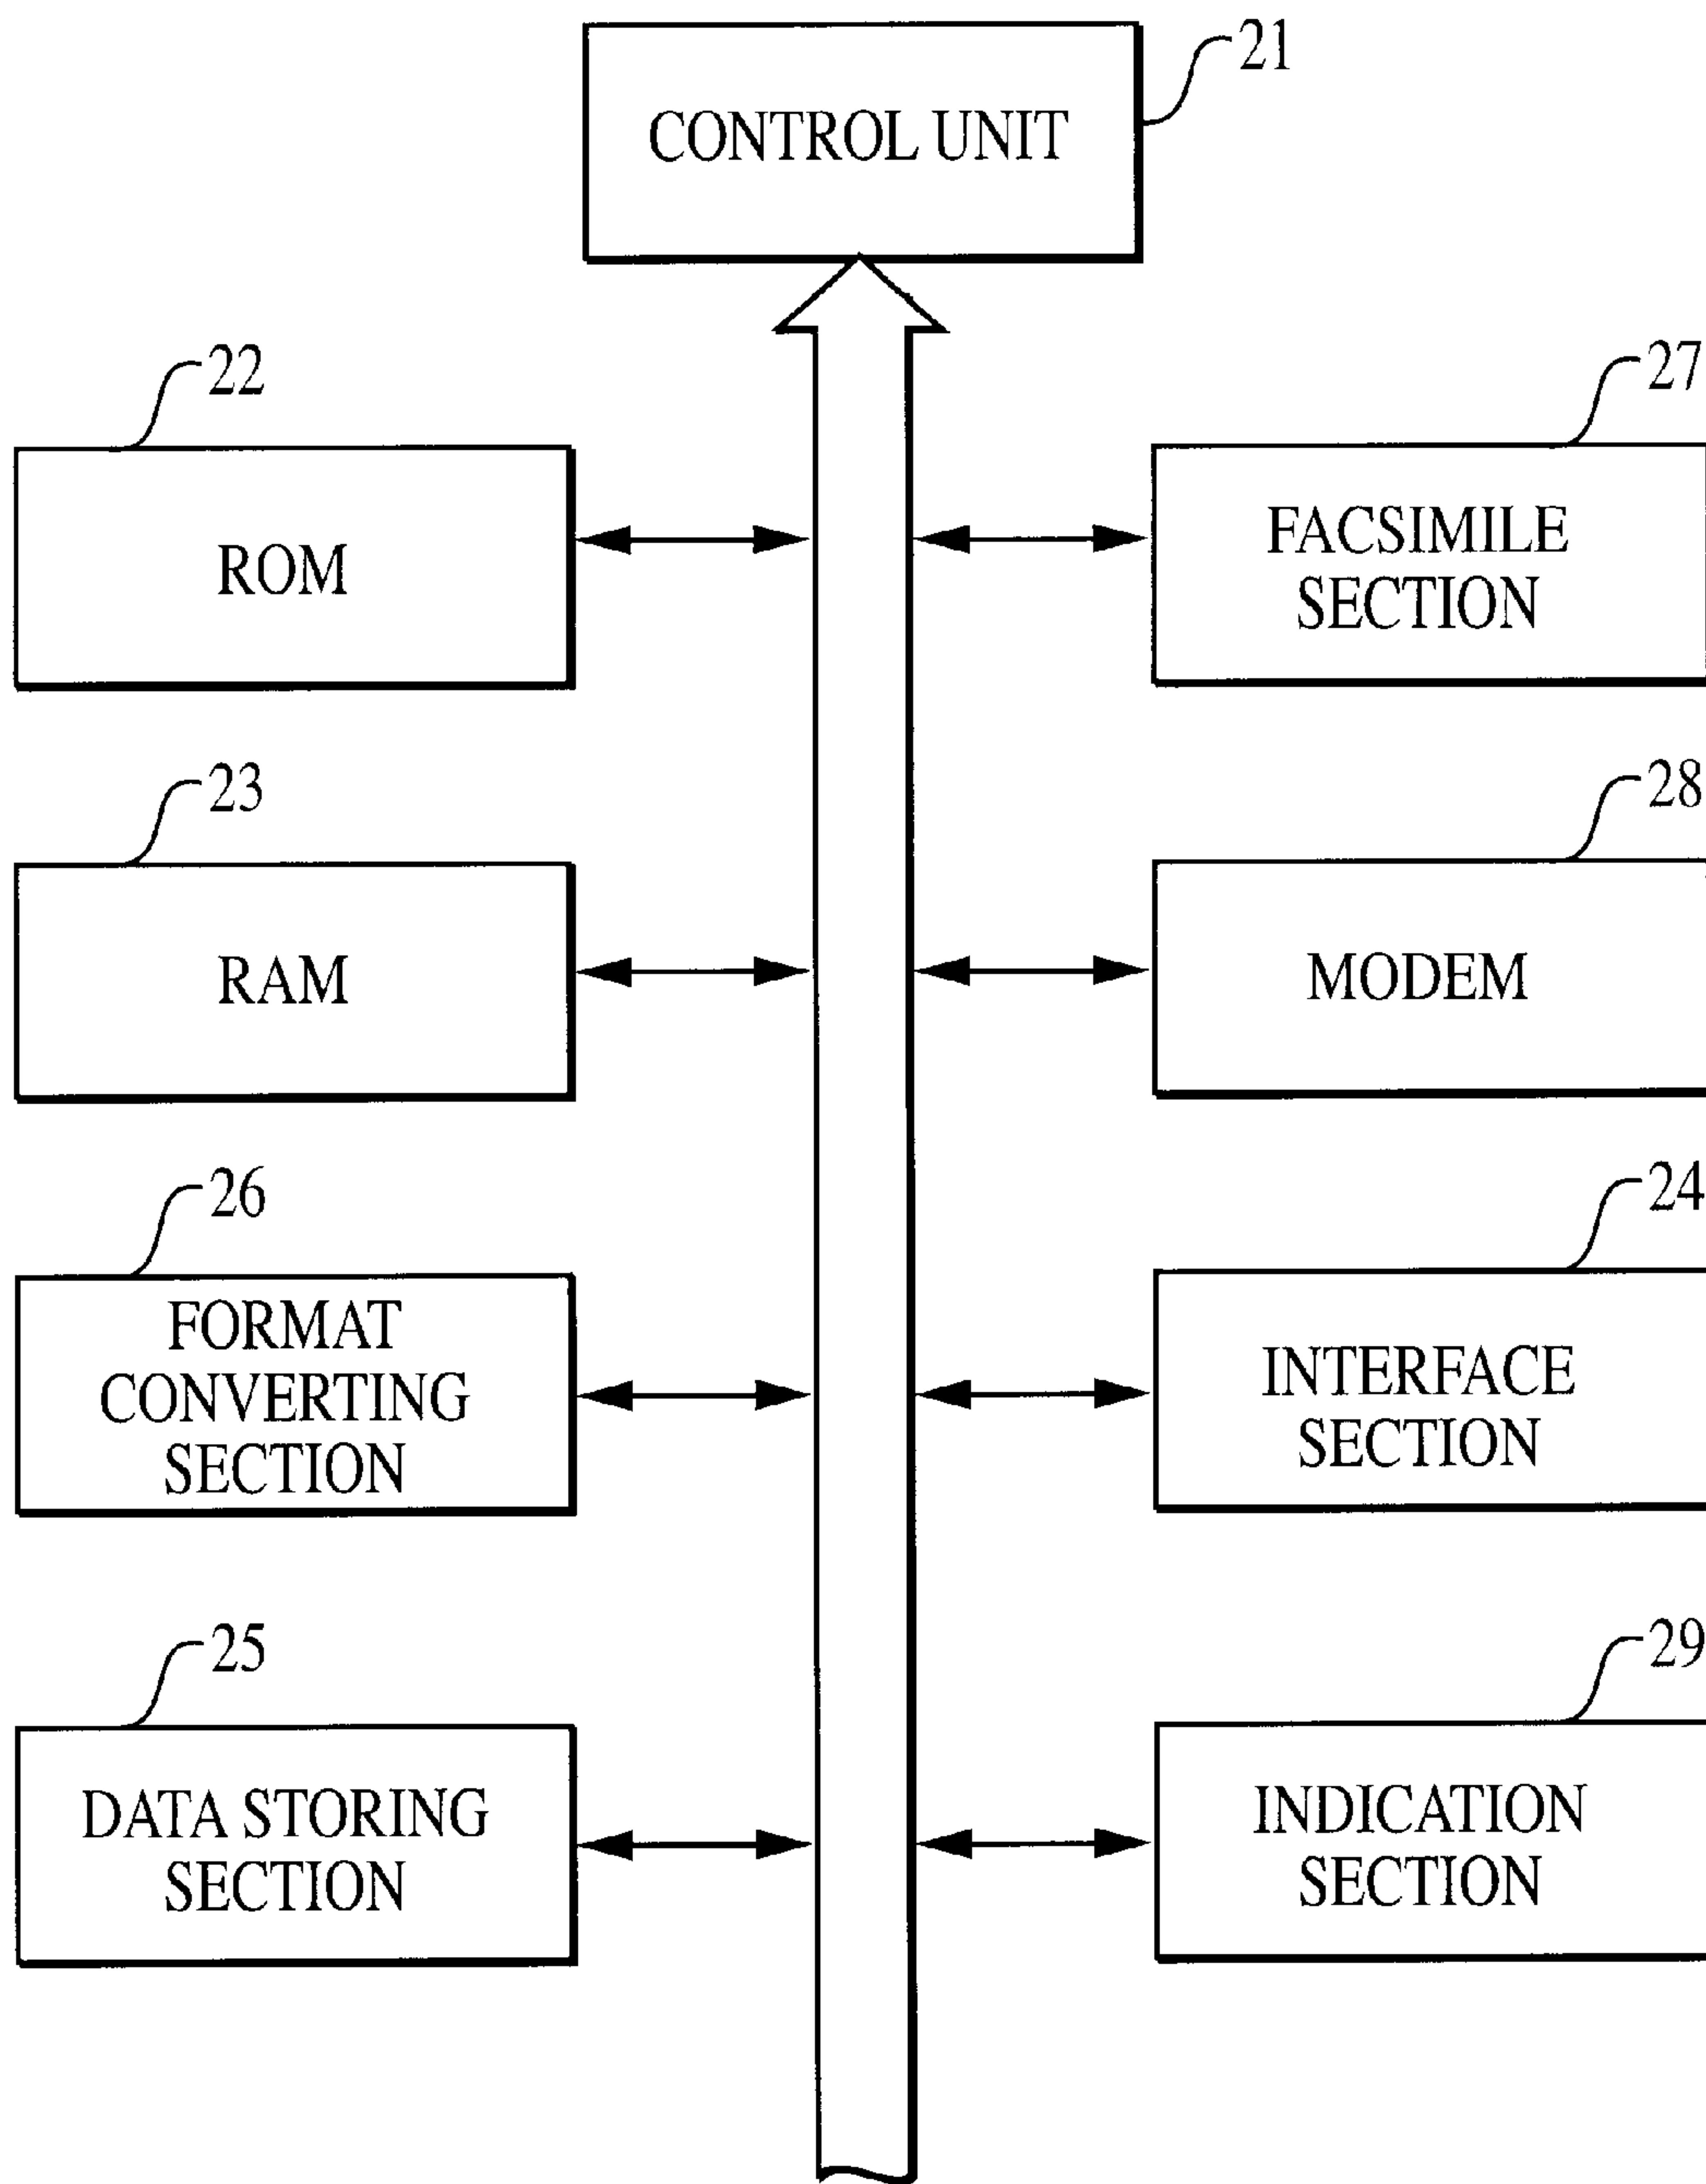 21
CONTROL UNIT
22
ROM
27
FACSIMILE
SECTION
23
RAM
28
MODEM
26
FORMAT
CONVERTING
SECTION
24
INTERFACE
SECTION
25
DATA STORING
SECTION
29
INDICATION
SECTION